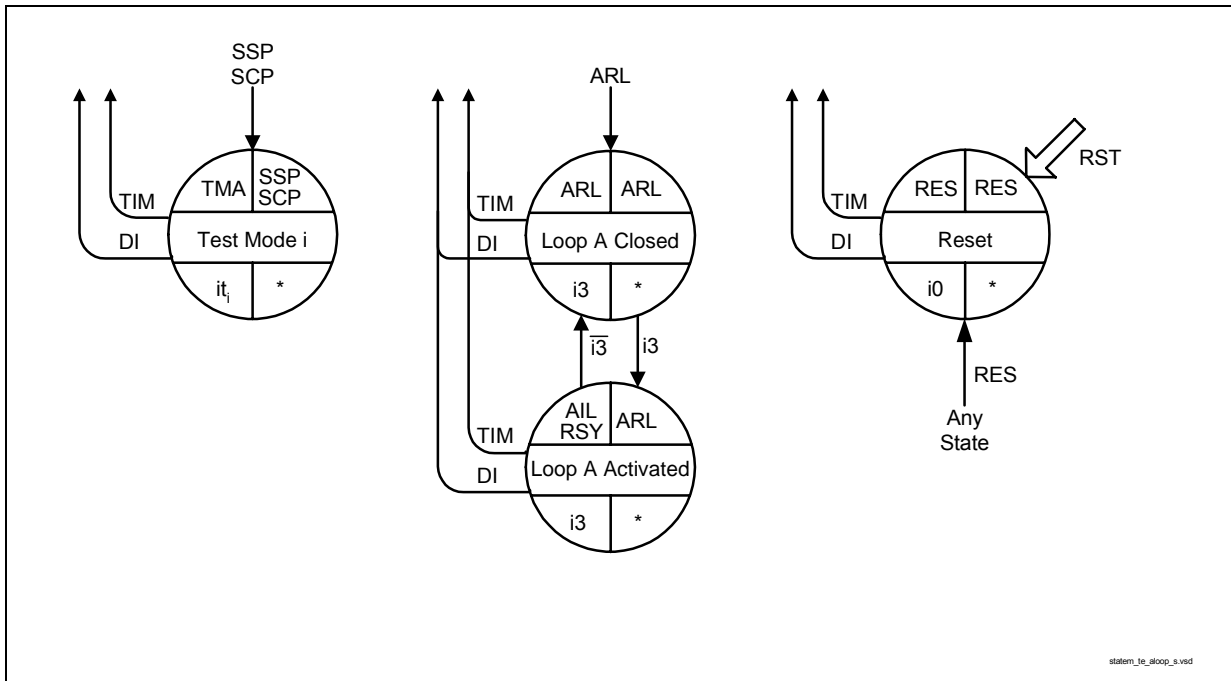 SSP
SCP
TMA
SSP
SCP
TIM
DI
Test Mode i
it_i
*
ARL
ARL
ARL
TIM
DI
Loop A Closed
i3
*
i̅3̅
i3
AIL
RSY
ARL
TIM
DI
Loop A Activated
i3
*
RST
RES
RES
TIM
DI
Reset
i0
*
RES
Any
State
statem_te_aloop_s.vsd